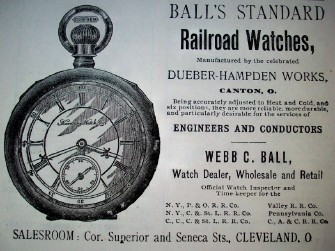 BALL'S STANDARD
Railroad Watches,
Manufactured by the celebrated
DUEBER-HAMPDEN WORKS,
CANTON, O.
Being accurately adjusted to Heat and Cold, and
six positions, they are more reliable, more durable,
and particularly desirable for the services of
ENGINEERS AND CONDUCTORS
WEBB C. BALL,
Watch Dealer, Wholesale and Retail
Official Watch Inspector and
Time-keeper for the
N. Y., P. & O. R. R. Co.
Valley R. R. Co.
N. Y., C. & St. L. R. R. Co.
Pennsylvania Co.
C., C., C. & St. L. R. R. Co.
C., A. & C. R. R. Co
SALESROOM: Cor. Superior and Seneca Sts., CLEVELAND, O